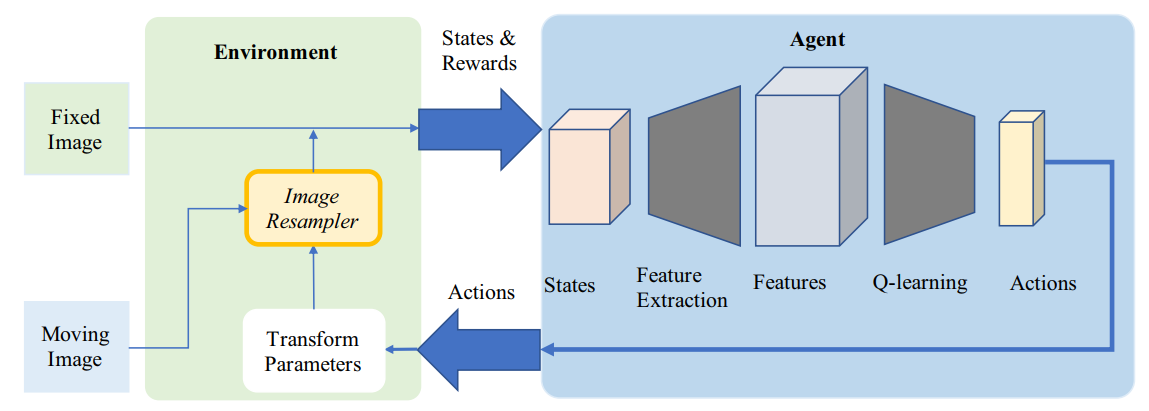 Environment
States &
Rewards
Agent
Fixed
Image
Image
Resampler
Moving
Image
Transform
Parameters
Actions
States
Feature
Extraction
Features
Q-learning
Actions